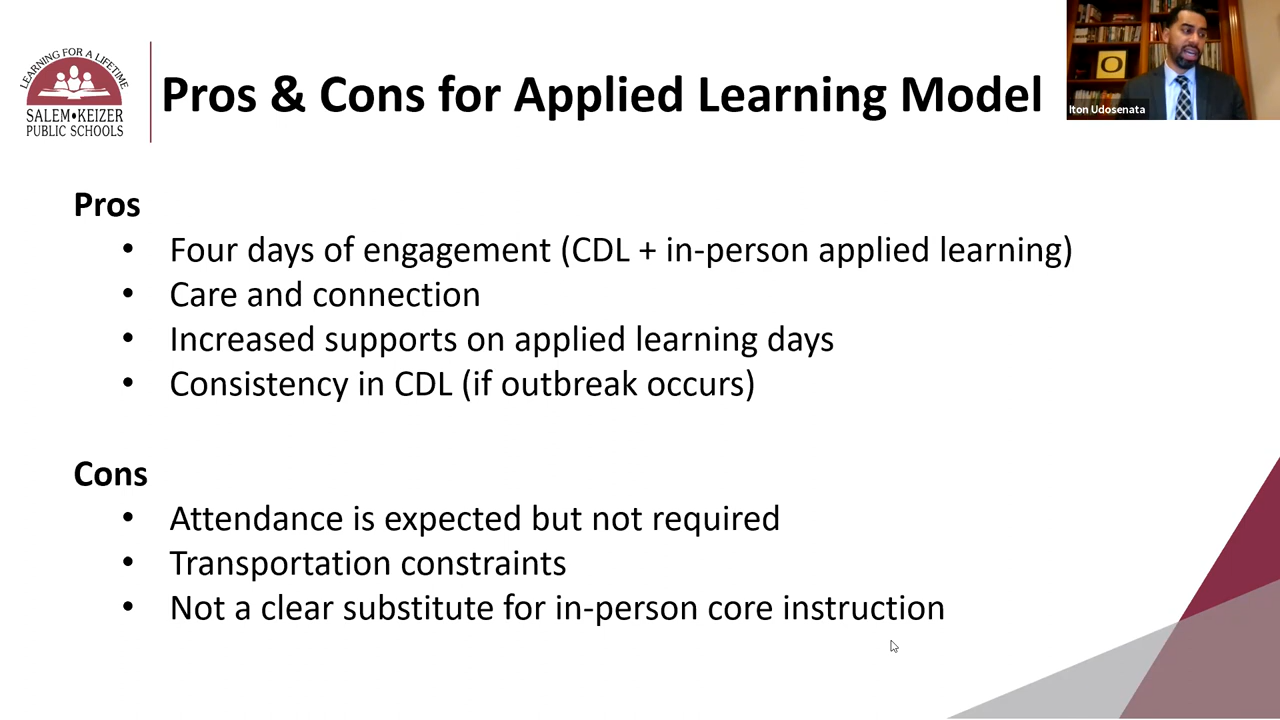 LEARNING FOR A LIFETIME
SALEM•KEIZER
PUBLIC SCHOOLS
Pros & Cons for Applied Learning Model
O
Iton Udosenata
Pros
• Four days of engagement (CDL + in-person applied learning)
• Care and connection
• Increased supports on applied learning days
• Consistency in CDL (if outbreak occurs)
Cons
• Attendance is expected but not required
• Transportation constraints
• Not a clear substitute for in-person core instruction